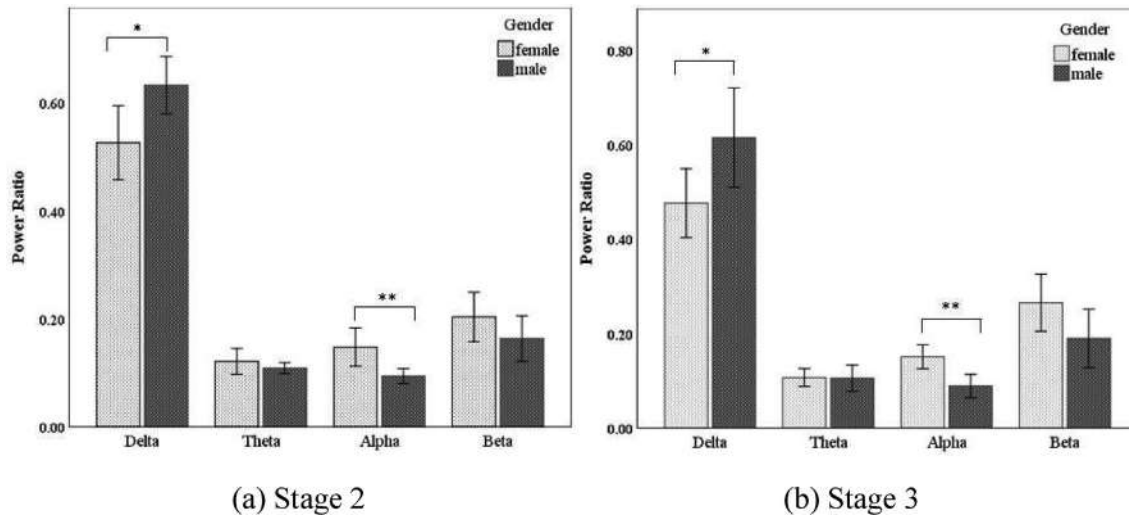 Gender
female
male
*
**
0.60
0.40
0.20
0.00
Power Ratio
Delta Theta Alpha Beta
(a) Stage 2
Gender
female
male
*
**
0.80
0.60
0.40
0.20
0.00
Power Ratio
Delta Theta Alpha Beta
(b) Stage 3